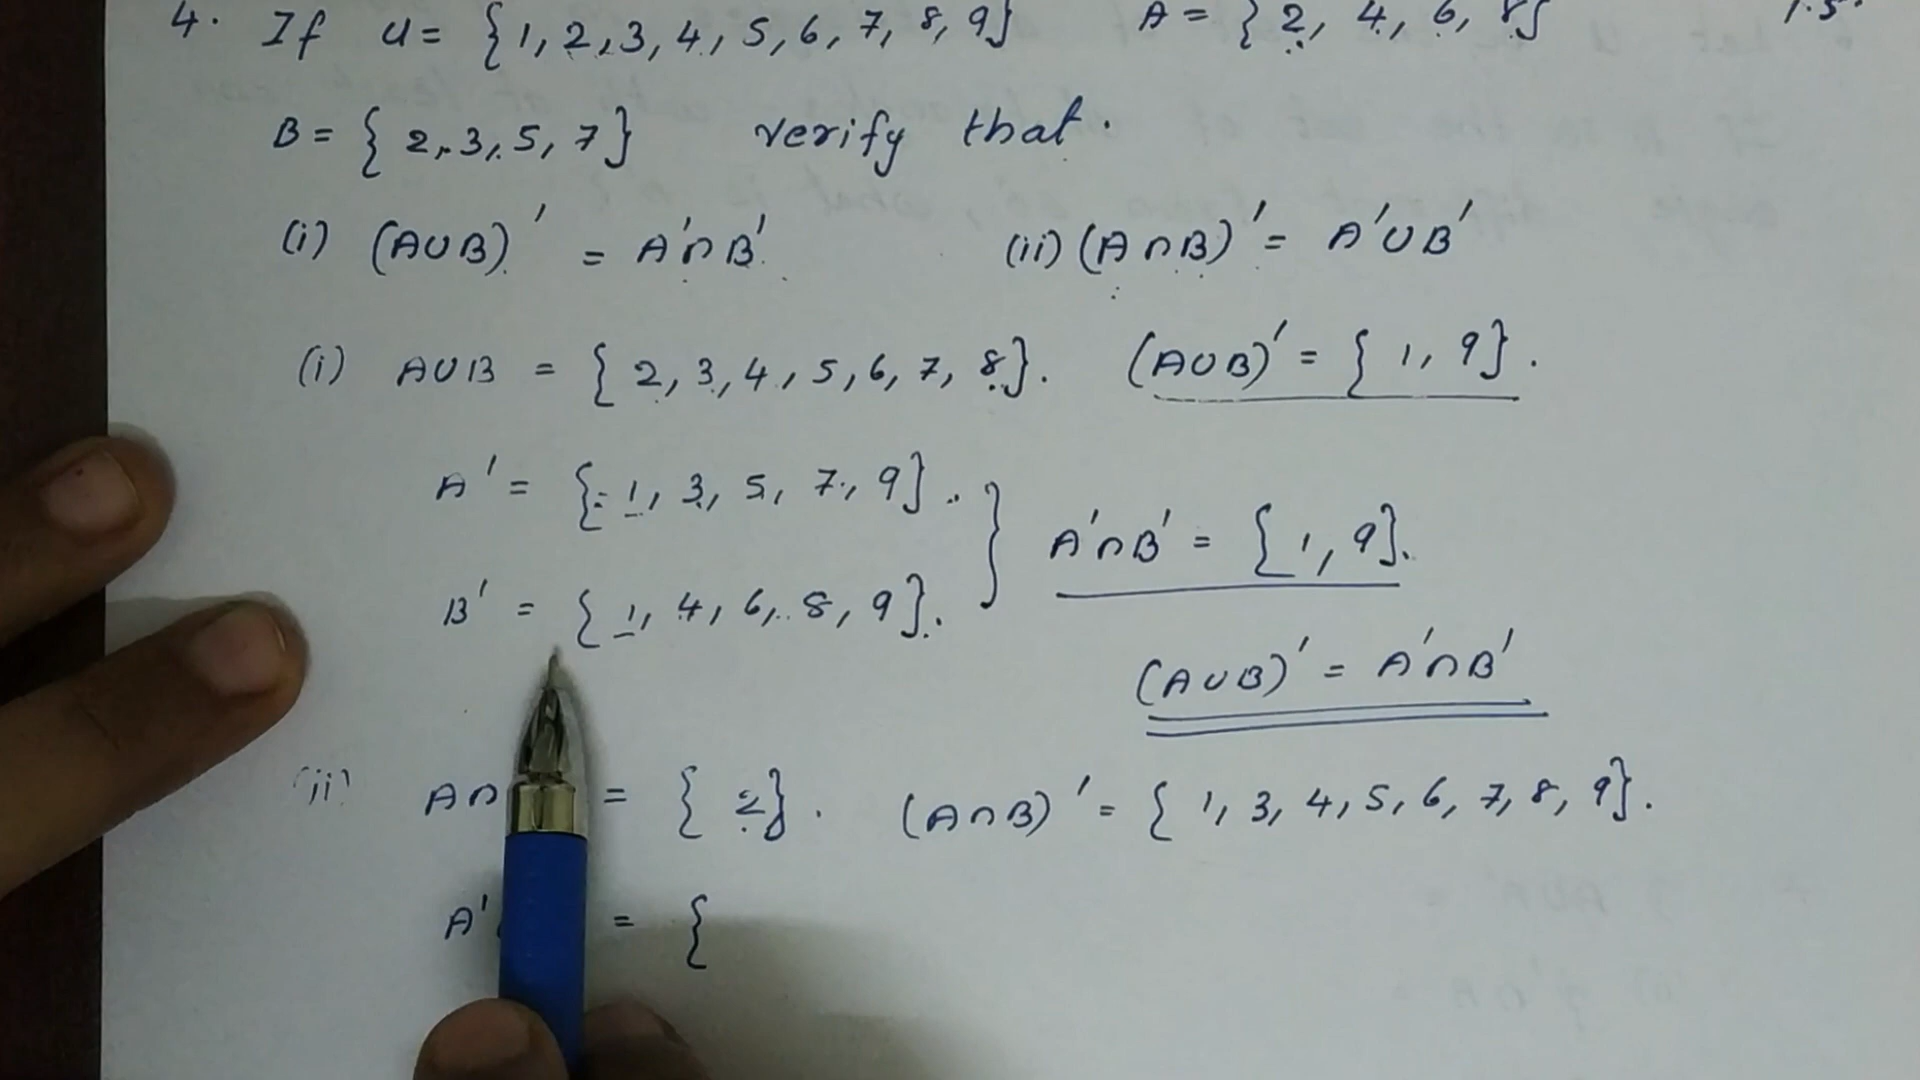 4. If U = {1, 2, 3, 4, 5, 6, 7, 8, 9} A = {2, 4, 6, 8} 1.5
B = {2, 3, 5, 7} verify that.
(i) (A∪B)' = A'∩B' (ii) (A∩B)' = A'∪B'
(i) A∪B = {2, 3, 4, 5, 6, 7, 8}. (A∪B)' = {1, 9}.
A' = {1, 3, 5, 7, 9}.
A'∩B' = {1, 9}.
B' = {1, 4, 6, 8, 9}.
(A∪B)' = A'∩B'
(ii) A∩ = {2}. (A∩B)' = {1, 3, 4, 5, 6, 7, 8, 9}.
A' = {